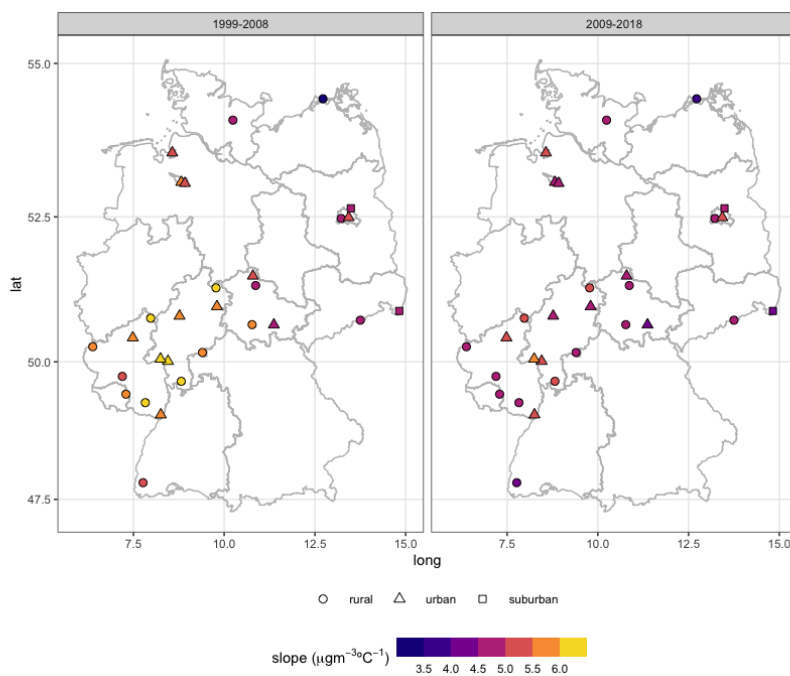 1999-2008 2009-2018
55.0
52.5
lat
50.0
47.5
7.5 10.0 12.5 15.0 7.5 10.0 12.5 15.0
long
rural urban suburban
slope (μgm⁻³ºC⁻¹)
3.5 4.0 4.5 5.0 5.5 6.0